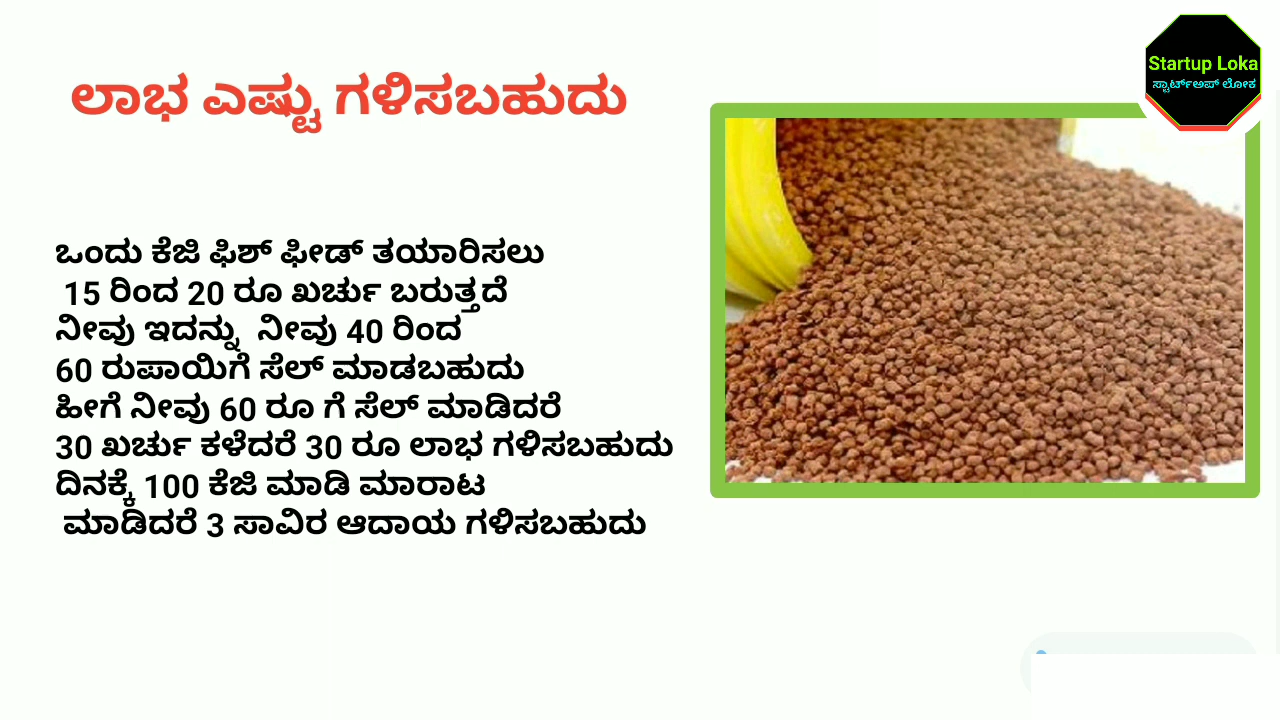 Startup Loka
ಸ್ಟಾರ್ಟ್ಅಪ್ ಲೋಕ
ಲಾಭ ಎಷ್ಟು ಗಳಿಸಬಹುದು
ಒಂದು ಕೆಜಿ ಫಿಶ್ ಫೀಡ್ ತಯಾರಿಸಲು
15 ರಿಂದ 20 ರೂ ಖರ್ಚು ಬರುತ್ತದೆ
ನೀವು ಇದನ್ನು ನೀವು 40 ರಿಂದ
60 ರುಪಾಯಿಗೆ ಸೆಲ್ ಮಾಡಬಹುದು
ಹೀಗೆ ನೀವು 60 ರೂ ಗೆ ಸೆಲ್ ಮಾಡಿದರೆ
30 ಖರ್ಚು ಕಳೆದರೆ 30 ರೂ ಲಾಭ ಗಳಿಸಬಹುದು
ದಿನಕ್ಕೆ 100 ಕೆಜಿ ಮಾಡಿ ಮಾರಾಟ
ಮಾಡಿದರೆ 3 ಸಾವಿರ ಆದಾಯ ಗಳಿಸಬಹುದು